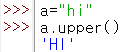 >>> a="hi"
>>> a.upper()
'HI'